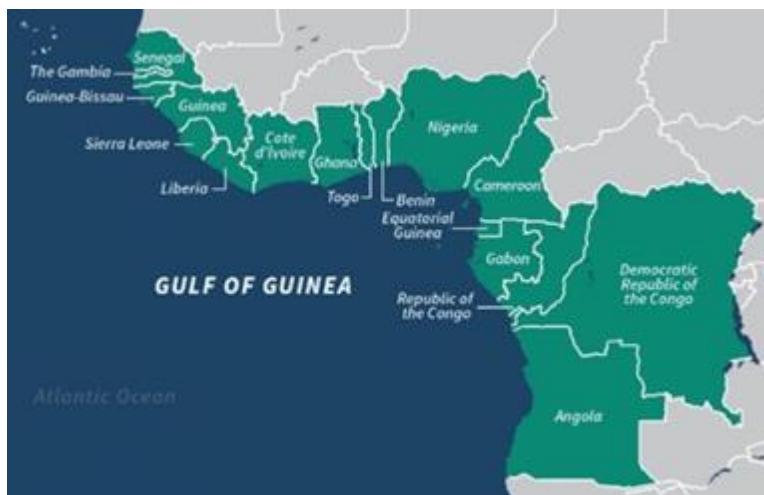 Senegal
The Gambia
Guinea-Bissau
Guinea
Sierra Leone
Cote
d'Ivoire
Liberia
Ghana
Togo
Benin
Nigeria
Cameroon
Equatorial
Guinea
Gabon
Republic of
the Congo
Democratic
Republic of
the Congo
GULF OF GUINEA
Atlantic Ocean
Angola